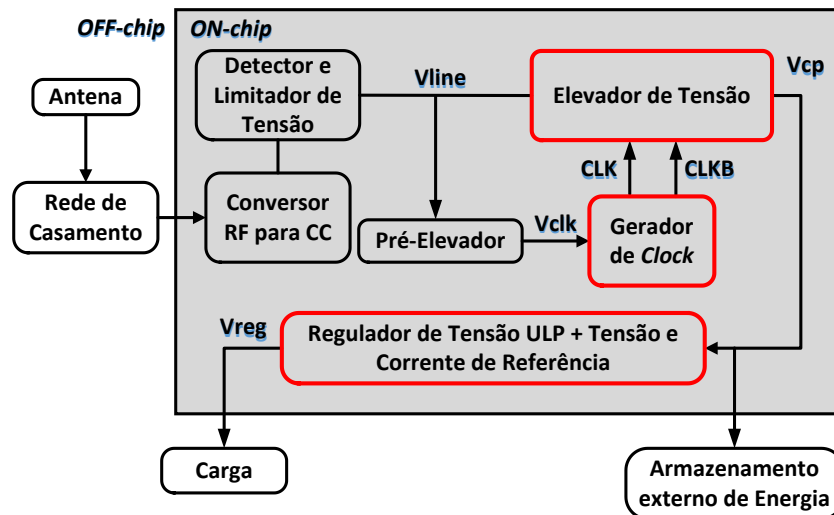 OFF-chip
ON-chip
Antena
Detector e
Limitador de
Tensão
Vline
Elevador de Tensão
Vcp
CLK
CLKB
Rede de
Casamento
Conversor
RF para CC
Pré-Elevador
Vclk
Gerador
de Clock
Vreg
Regulador de Tensão ULP + Tensão e
Corrente de Referência
Carga
Armazenamento
externo de Energia